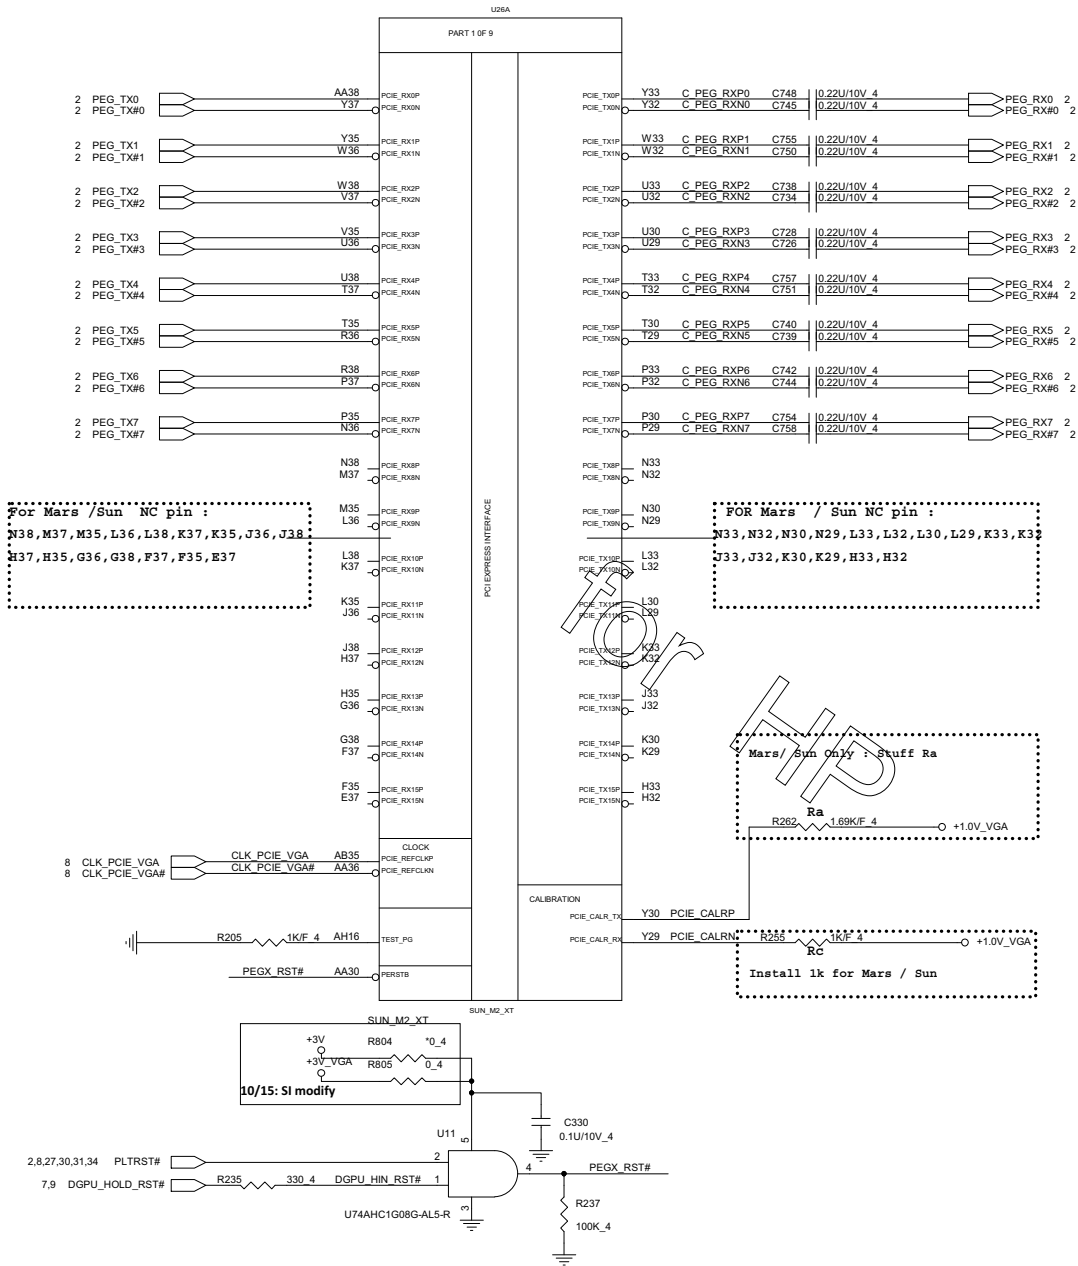 U26A
PART 1 0F 9
2 PEG_TX0 AA38 PCIE_RX0P PCIE_TX0P Y33 C_PEG_RXP0 C748 0.22U/10V_4 PEG_RX0 2
2 PEG_TX#0 Y37 PCIE_RX0N PCIE_TX0N Y32 C_PEG_RXN0 C745 0.22U/10V_4 PEG_RX#0 2
2 PEG_TX1 Y35 PCIE_RX1P PCIE_TX1P W33 C_PEG_RXP1 C755 0.22U/10V_4 PEG_RX1 2
2 PEG_TX#1 W36 PCIE_RX1N PCIE_TX1N W32 C_PEG_RXN1 C750 0.22U/10V_4 PEG_RX#1 2
2 PEG_TX2 W38 PCIE_RX2P PCIE_TX2P U33 C_PEG_RXP2 C738 0.22U/10V_4 PEG_RX2 2
2 PEG_TX#2 V37 PCIE_RX2N PCIE_TX2N U32 C_PEG_RXN2 C734 0.22U/10V_4 PEG_RX#2 2
2 PEG_TX3 V35 PCIE_RX3P PCIE_TX3P U30 C_PEG_RXP3 C728 0.22U/10V_4 PEG_RX3 2
2 PEG_TX#3 U36 PCIE_RX3N PCIE_TX3N U29 C_PEG_RXN3 C726 0.22U/10V_4 PEG_RX#3 2
2 PEG_TX4 U38 PCIE_RX4P PCIE_TX4P T33 C_PEG_RXP4 C757 0.22U/10V_4 PEG_RX4 2
2 PEG_TX#4 T37 PCIE_RX4N PCIE_TX4N T32 C_PEG_RXN4 C751 0.22U/10V_4 PEG_RX#4 2
2 PEG_TX5 T35 PCIE_RX5P PCIE_TX5P T30 C_PEG_RXP5 C740 0.22U/10V_4 PEG_RX5 2
2 PEG_TX#5 R36 PCIE_RX5N PCIE_TX5N T29 C_PEG_RXN5 C739 0.22U/10V_4 PEG_RX#5 2
2 PEG_TX6 R38 PCIE_RX6P PCIE_TX6P P33 C_PEG_RXP6 C742 0.22U/10V_4 PEG_RX6 2
2 PEG_TX#6 P37 PCIE_RX6N PCIE_TX6N P32 C_PEG_RXN6 C744 0.22U/10V_4 PEG_RX#6 2
2 PEG_TX7 P35 PCIE_RX7P PCIE_TX7P P30 C_PEG_RXP7 C754 0.22U/10V_4 PEG_RX7 2
2 PEG_TX#7 N36 PCIE_RX7N PCIE_TX7N P29 C_PEG_RXN7 C758 0.22U/10V_4 PEG_RX#7 2
N38 PCIE_RX8P PCIE_TX8P N33
M37 PCIE_RX8N PCIE_TX8N N32
M35 PCIE_RX9P PCIE_TX9P N30
L36 PCIE_RX9N PCIE_TX9N N29
L38 PCIE_RX10P PCIE_TX10P L33
K37 PCIE_RX10N PCIE_TX10N L32
K35 PCIE_RX11P PCIE_TX11P L30
J36 PCIE_RX11N PCIE_TX11N L29
J38 PCIE_RX12P PCIE_TX12P K33
H37 PCIE_RX12N PCIE_TX12N K32
H35 PCIE_RX13P PCIE_TX13P J33
G36 PCIE_RX13N PCIE_TX13N J32
G38 PCIE_RX14P PCIE_TX14P K30
F37 PCIE_RX14N PCIE_TX14N K29
F35 PCIE_RX15P PCIE_TX15P H33
E37 PCIE_RX15N PCIE_TX15N H32
PCI EXPRESS INTERFACE
For Mars /Sun NC pin :
N38,M37,M35,L36,L38,K37,K35,J36,J38
H37,H35,G36,G38,F37,F35,E37
FOR Mars / Sun NC pin :
N33,N32,N30,N29,L33,L32,L30,L29,K33,K32
J33,J32,K30,K29,H33,H32
for HP
Mars/ Sun Only : Stuff Ra
Ra
R262 1.69K/F_4 +1.0V_VGA
CLOCK
8 CLK_PCIE_VGA CLK_PCIE_VGA AB35 PCIE_REFCLKP
8 CLK_PCIE_VGA# CLK_PCIE_VGA# AA36 PCIE_REFCLKN
CALIBRATION
PCIE_CALR_TX Y30 PCIE_CALRP
R205 1K/F_4 AH16 TEST_PG PCIE_CALR_RX Y29 PCIE_CALRN R255 1K/F_4 +1.0V_VGA
Rc
Install 1k for Mars / Sun
PEGX_RST# AA30 PERSTB
SUN_M2_XT
SUN_M2_XT
+3V R804 *0_4
+3V_VGA R805 0_4
10/15: SI modify
C330
0.1U/10V_4
U11 5
2,8,27,30,31,34 PLTRST# 2
4 PEGX_RST#
7,9 DGPU_HOLD_RST# R235 330_4 DGPU_HIN_RST# 1
3
U74AHC1G08G-AL5-R
R237
100K_4